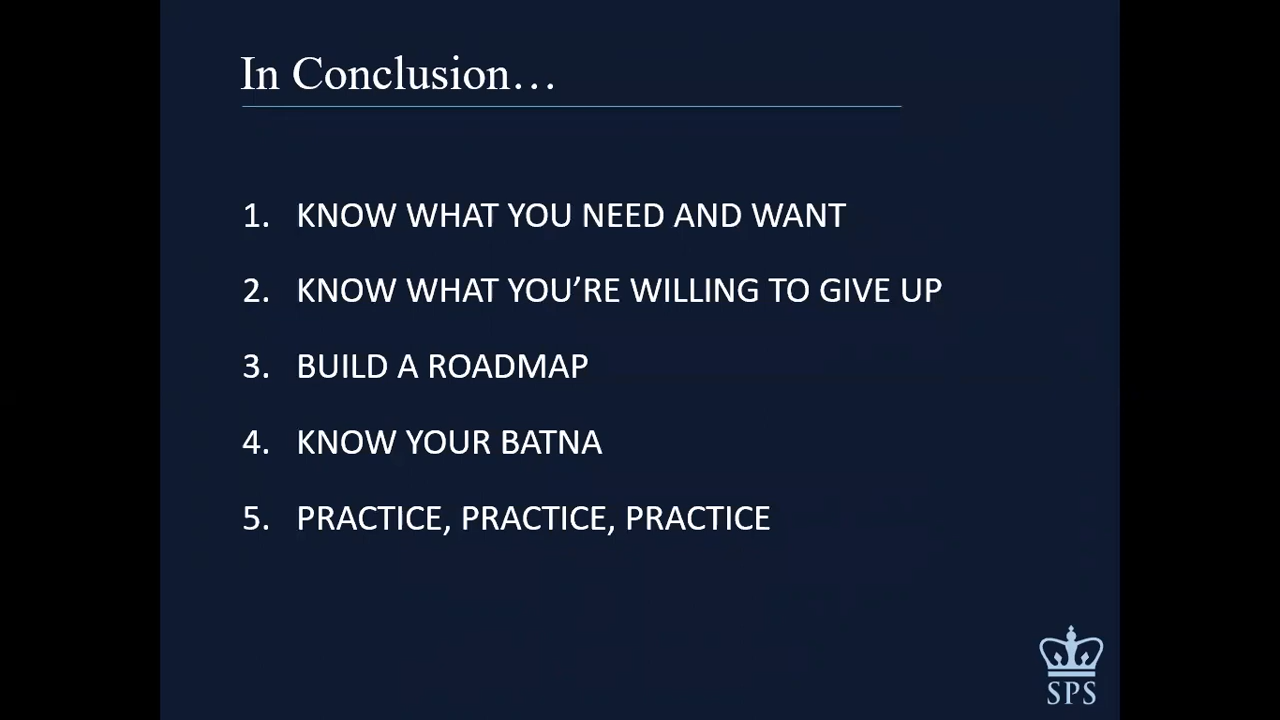 In Conclusion…
1. KNOW WHAT YOU NEED AND WANT
2. KNOW WHAT YOU’RE WILLING TO GIVE UP
3. BUILD A ROADMAP
4. KNOW YOUR BATNA
5. PRACTICE, PRACTICE, PRACTICE
SPS